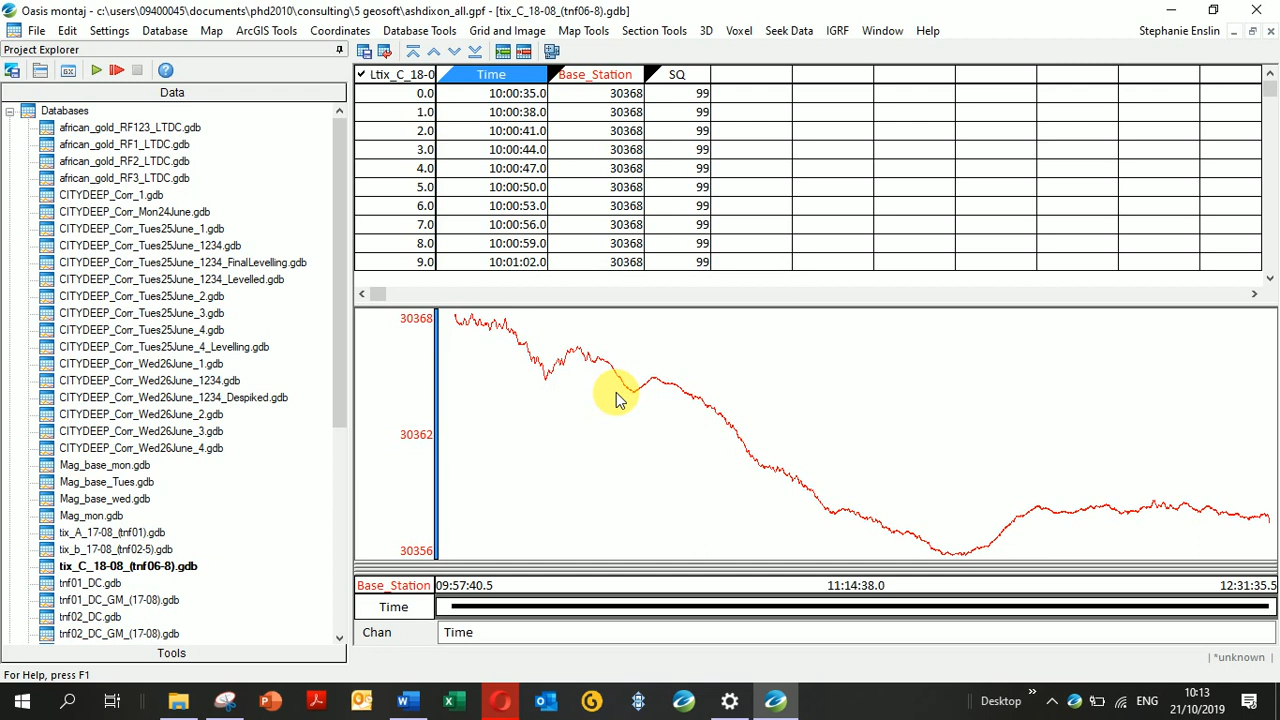 Oasis montaj - c:\users\09400045\documents\phd2010\consulting\5 geosoft\ashdixon_all.gpf - [tix_C_18-08_(tnf06-8).gdb]
File Edit Settings Database Map ArcGIS Tools Coordinates Database Tools Grid and Image Map Tools Section Tools 3D Voxel Seek Data IGRF Window Help Stephanie Enslin
Project Explorer
Data
Databases
african_gold_RF123_LTDC.gdb
african_gold_RF1_LTDC.gdb
african_gold_RF2_LTDC.gdb
african_gold_RF3_LTDC.gdb
CITYDEEP_Corr_1.gdb
CITYDEEP_Corr_Mon24June.gdb
CITYDEEP_Corr_Tues25June_1.gdb
CITYDEEP_Corr_Tues25June_1234.gdb
CITYDEEP_Corr_Tues25June_1234_FinalLevelling.gdb
CITYDEEP_Corr_Tues25June_1234_Levelled.gdb
CITYDEEP_Corr_Tues25June_2.gdb
CITYDEEP_Corr_Tues25June_3.gdb
CITYDEEP_Corr_Tues25June_4.gdb
CITYDEEP_Corr_Tues25June_4_Levelling.gdb
CITYDEEP_Corr_Wed26June_1.gdb
CITYDEEP_Corr_Wed26June_1234.gdb
CITYDEEP_Corr_Wed26June_1234_Despiked.gdb
CITYDEEP_Corr_Wed26June_2.gdb
CITYDEEP_Corr_Wed26June_3.gdb
CITYDEEP_Corr_Wed26June_4.gdb
Mag_base_mon.gdb
Mag_base_Tues.gdb
Mag_base_wed.gdb
Mag_mon.gdb
tix_A_17-08_(tnf01).gdb
tix_b_17-08_(tnf02-5).gdb
tix_C_18-08_(tnf06-8).gdb
tnf01_DC.gdb
tnf01_DC_GM_(17-08).gdb
tnf02_DC.gdb
tnf02_DC_GM_(17-08).gdb
Tools
Ltix_C_18-0 Time Base_Station SQ
0.0 10:00:35.0 30368 99
1.0 10:00:38.0 30368 99
2.0 10:00:41.0 30368 99
3.0 10:00:44.0 30368 99
4.0 10:00:47.0 30368 99
5.0 10:00:50.0 30368 99
6.0 10:00:53.0 30368 99
7.0 10:00:56.0 30368 99
8.0 10:00:59.0 30368 99
9.0 10:01:02.0 30368 99
30368
30362
30356
Base_Station 09:57:40.5 11:14:38.0 12:31:35.5
Time
Chan Time
*unknown
For Help, press F1
Desktop ENG 10:13
21/10/2019